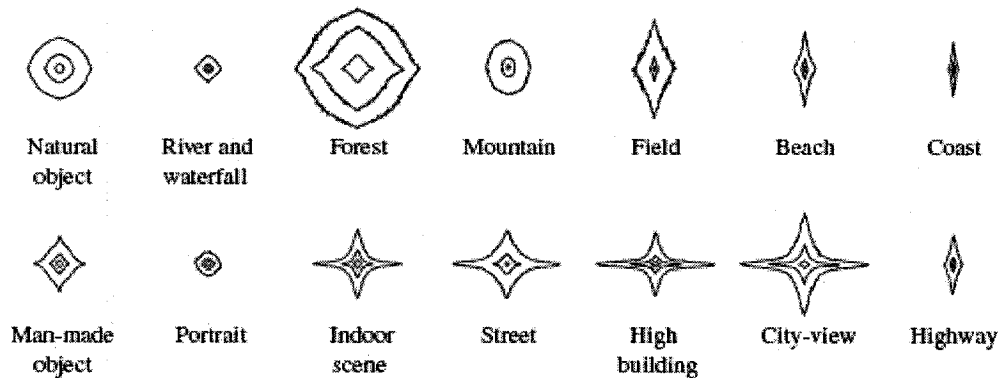 Natural object
River and waterfall
Forest
Mountain
Field
Beach
Coast
Man-made object
Portrait
Indoor scene
Street
High building
City-view
Highway